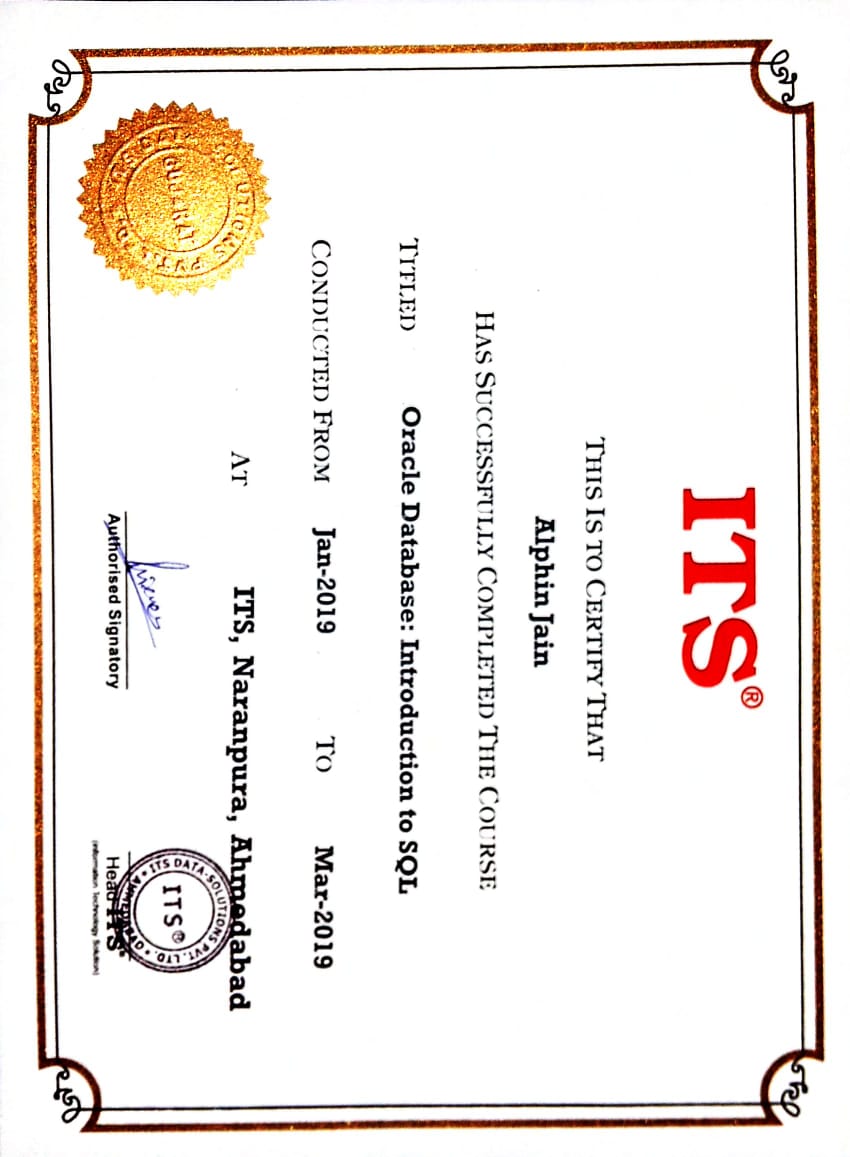 ITS®
THIS IS TO CERTIFY THAT
Alphin Jain
HAS SUCCESSFULLY COMPLETED THE COURSE
TITLED Oracle Database: Introduction to SQL
CONDUCTED FROM Jan-2019 TO Mar-2019
AT ITS, Naranpura, Ahmedabad
SOLUTIONS PVT.
GUJARAT
ITS DATA-SOLUTIONS PVT. LTD.
ITS®
AHMEDABAD
Authorised Signatory
Head ITS®
(Information Technology Solution)